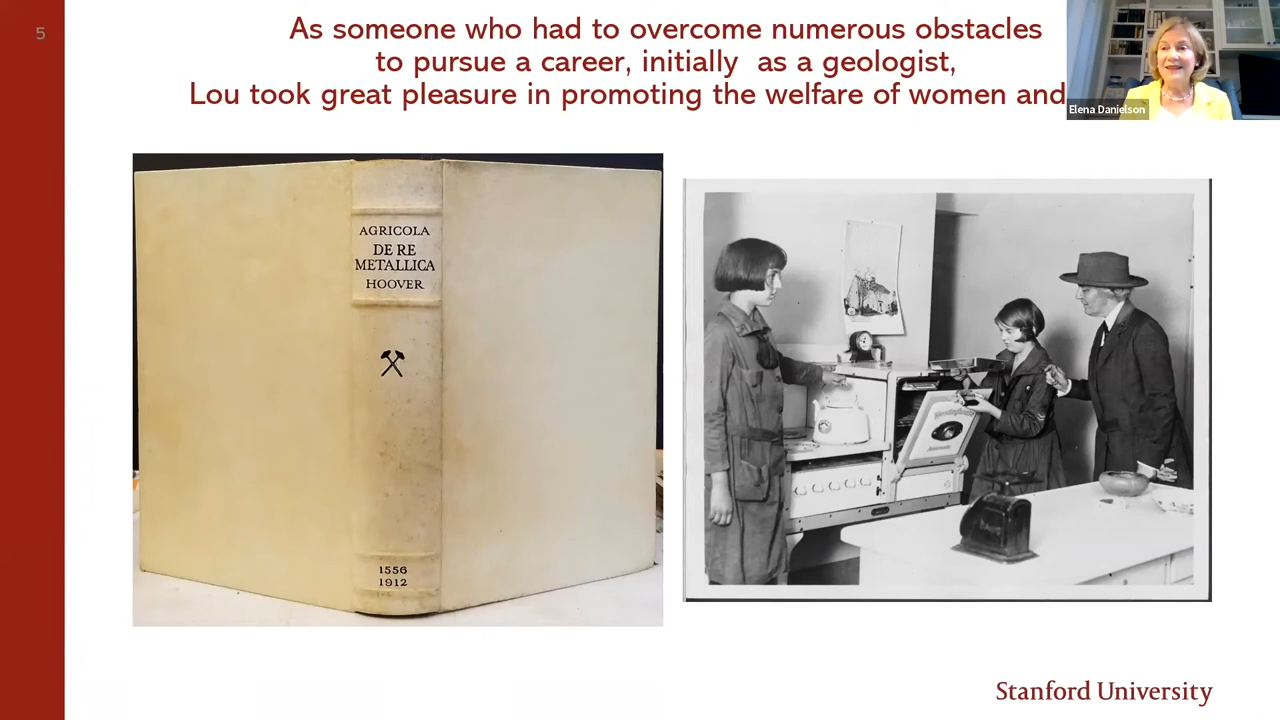 5
As someone who had to overcome numerous obstacles
to pursue a career, initially as a geologist,
Lou took great pleasure in promoting the welfare of women and
Elena Danielson
AGRICOLA
DE RE
METALLICA
HOOVER
1556
1912
Stanford University